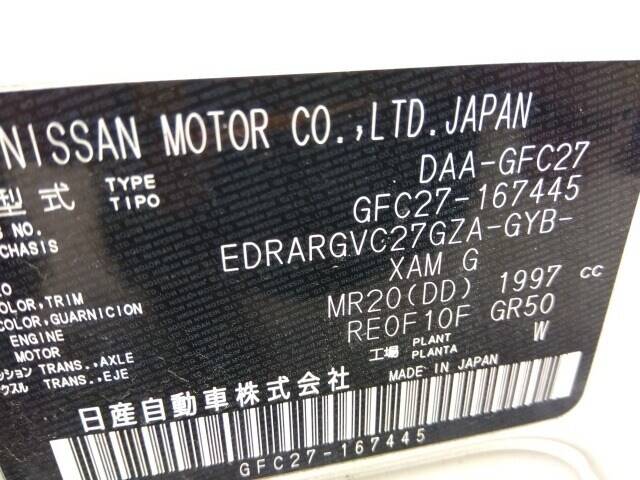 NISSAN MOTOR CO.,LTD.JAPAN
型式 TYPE TIPO DAA-GFC27
NO. GFC27-167445
CHASIS
EDRARGVC27GZA-GYB-
COLOR,TRIM XAM G
COLOR,GUARNICION
ENGINE MR20(DD) 1997 CC
MOTOR
TRANS.,AXLE RE0F10F GR50
TRANS.,EJE
工場 PLANT PLANTA W
日産自動車株式会社 MADE IN JAPAN
GFC27-167445